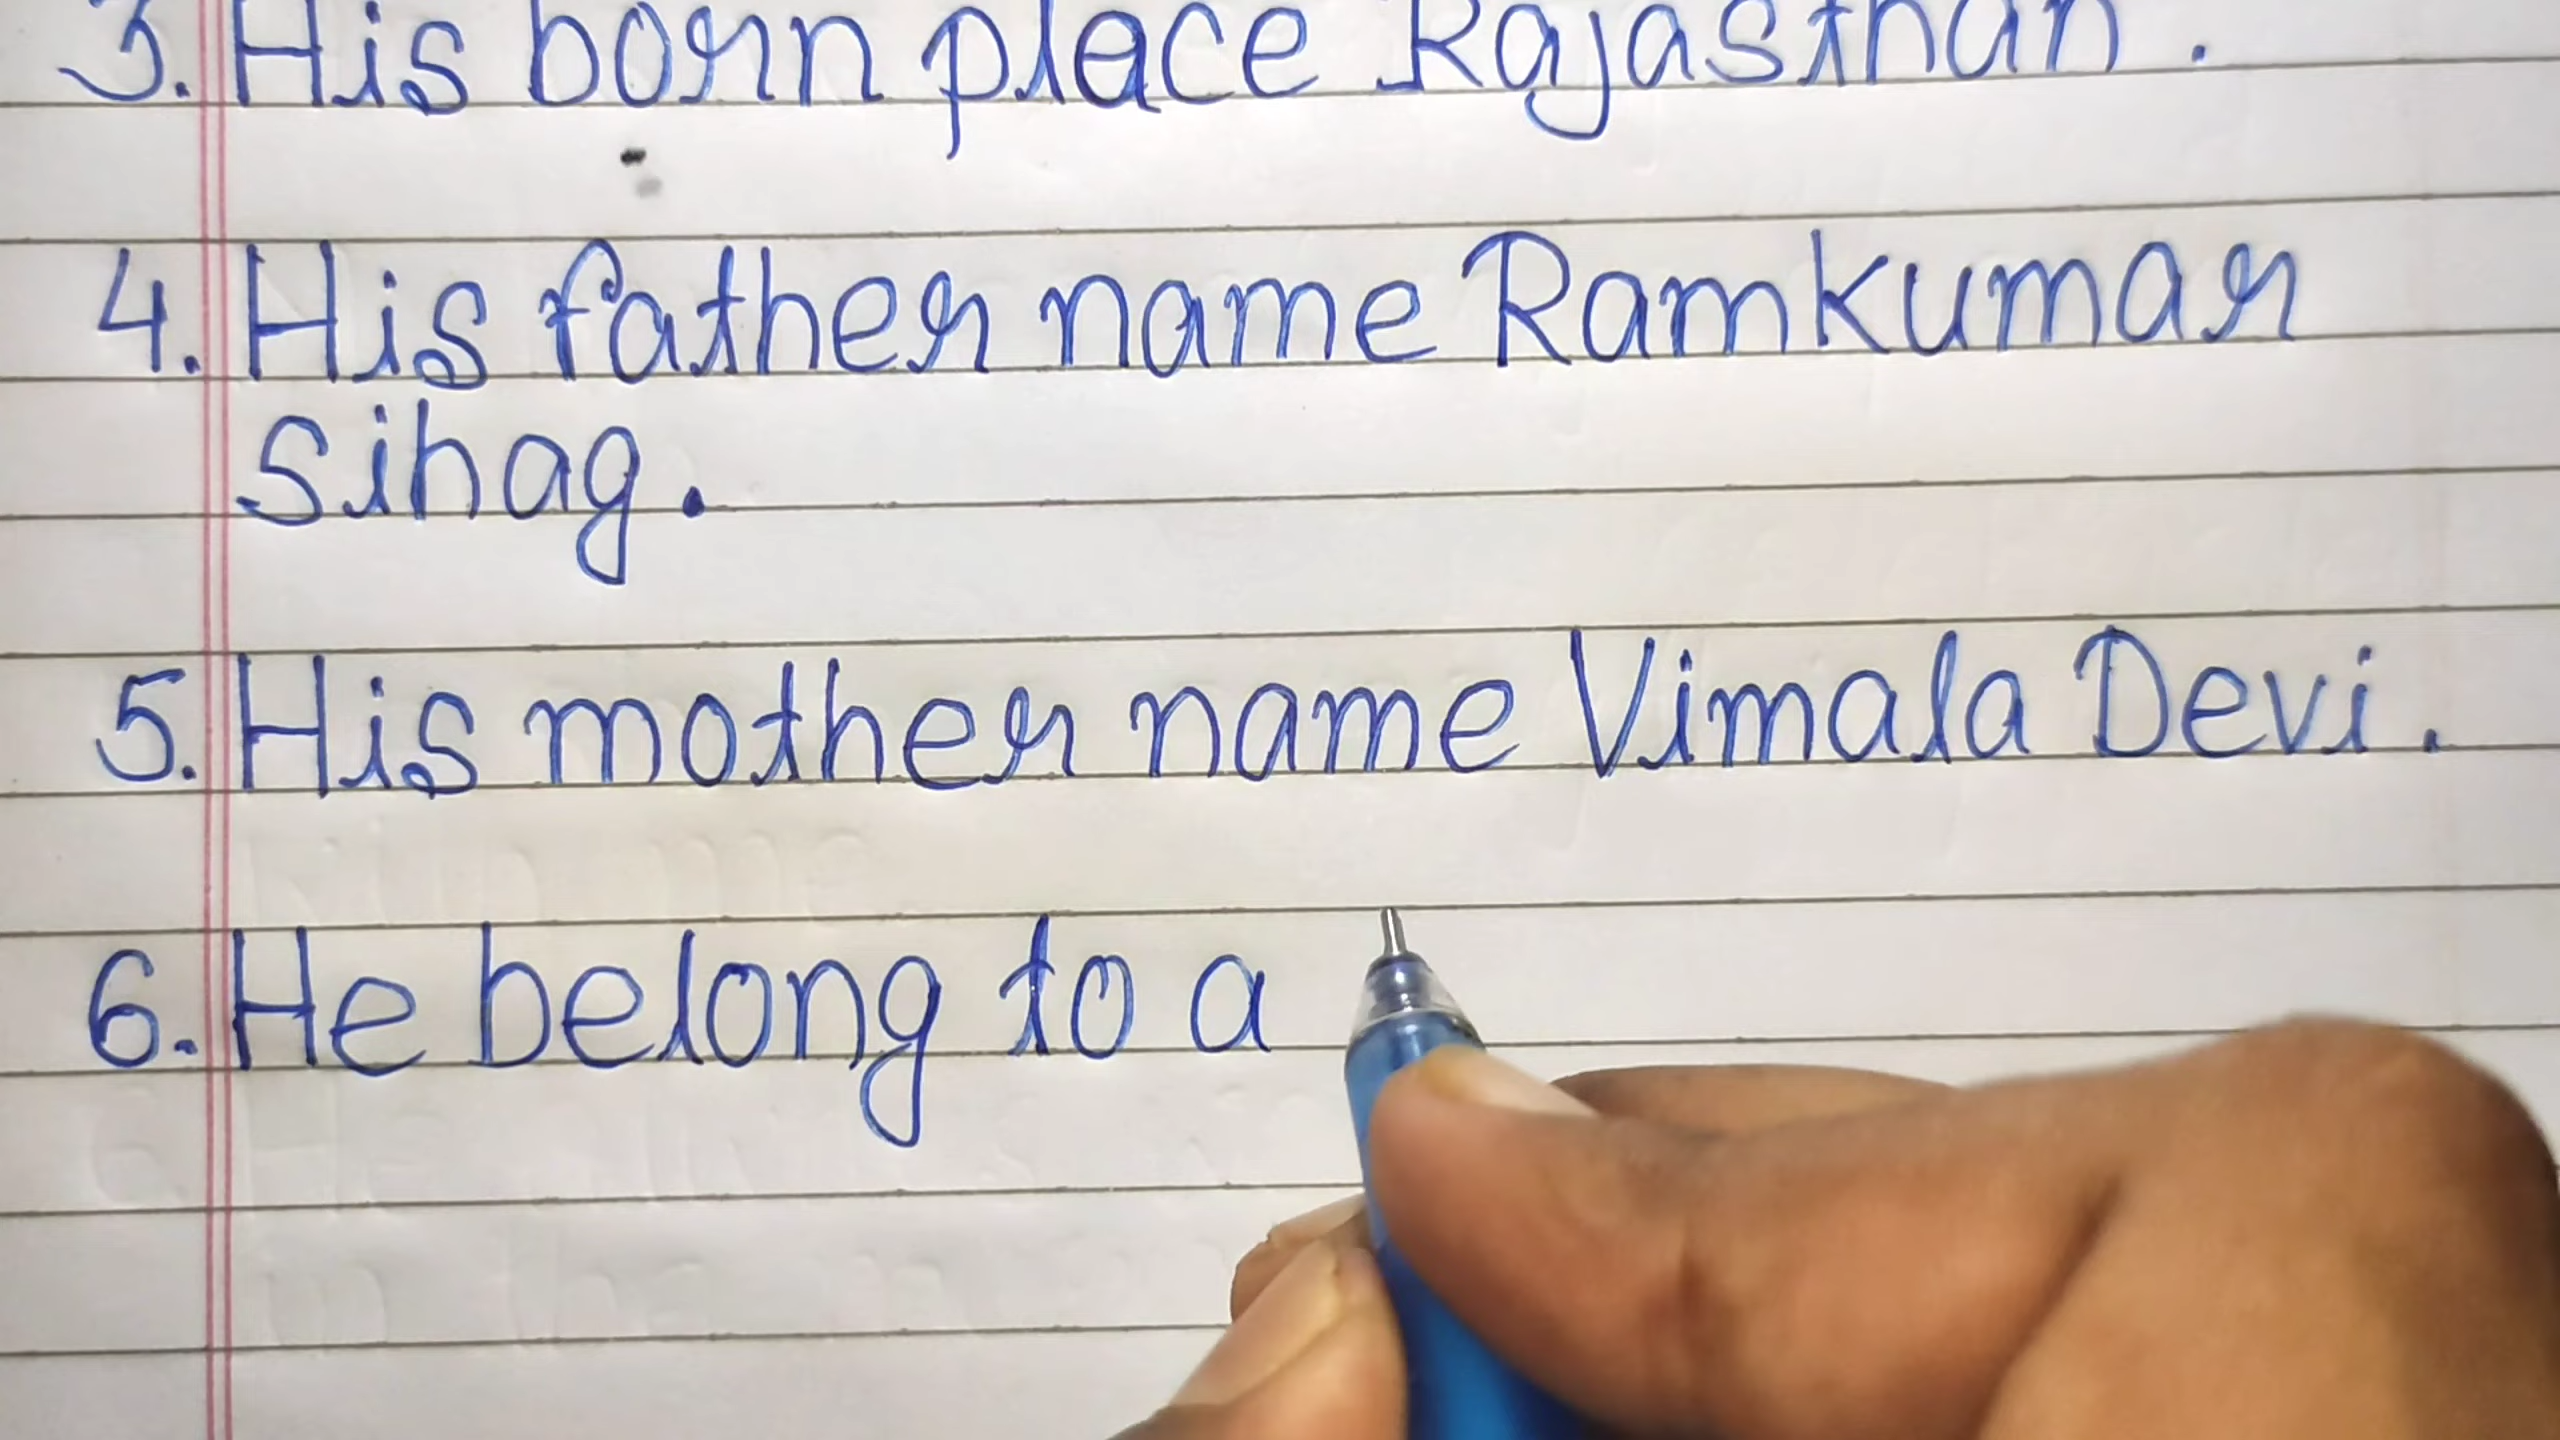 3. His born place Rajasthan.
4. His father name Ramkumar
Sihag.
5. His mother name Vimala Devi.
6. He belong to a